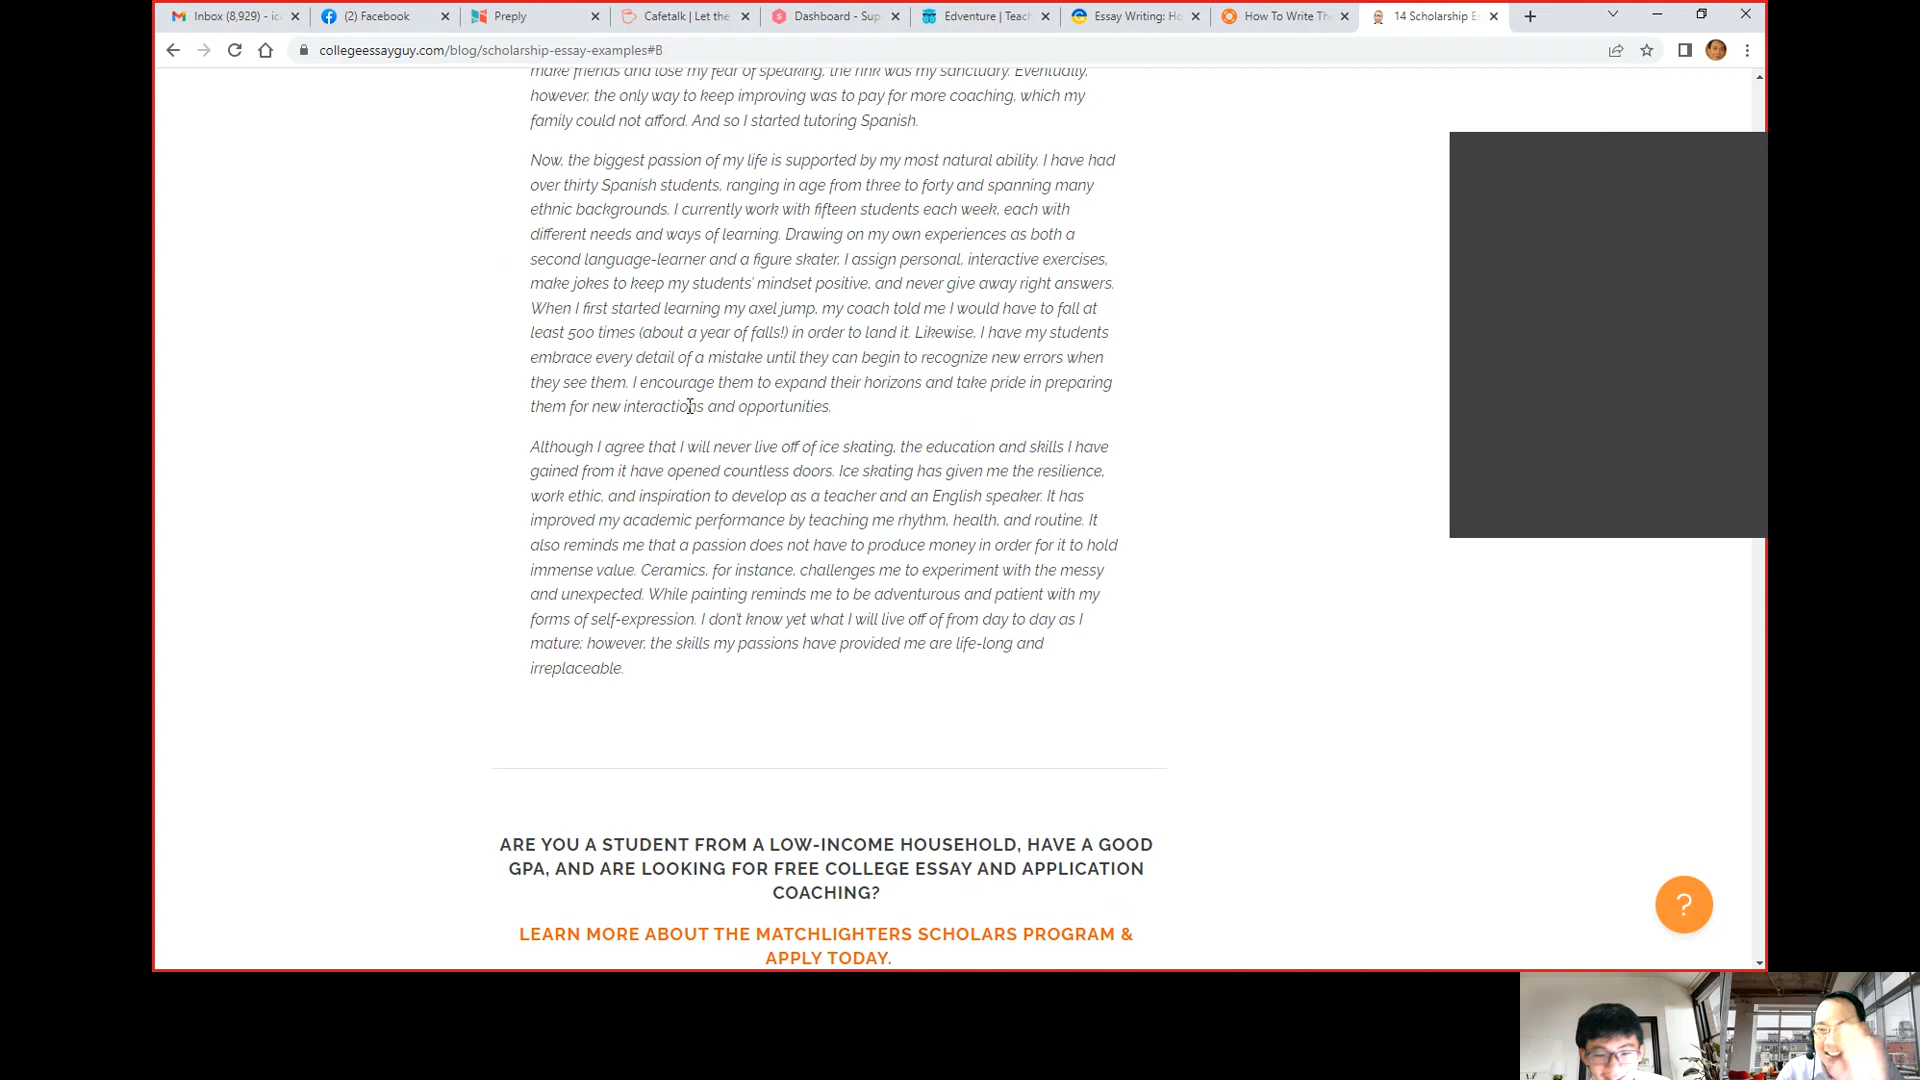 Inbox (8,929) - ic
(2) Facebook
Preply
Cafetalk | Let the
Dashboard - Sup
Edventure | Teac
Essay Writing: Ho
How To Write Th
14 Scholarship E
collegeessayguy.com/blog/scholarship-essay-examples#B
make friends and lose my fear of speaking, the rink was my sanctuary. Eventually,
however, the only way to keep improving was to pay for more coaching, which my
family could not afford. And so I started tutoring Spanish.
Now, the biggest passion of my life is supported by my most natural ability. I have had
over thirty Spanish students, ranging in age from three to forty and spanning many
ethnic backgrounds. I currently work with fifteen students each week, each with
different needs and ways of learning. Drawing on my own experiences as both a
second language-learner and a figure skater, I assign personal, interactive exercises,
make jokes to keep my students' mindset positive, and never give away right answers.
When I first started learning my axel jump, my coach told me I would have to fall at
least 500 times (about a year of falls!) in order to land it. Likewise, I have my students
embrace every detail of a mistake until they can begin to recognize new errors when
they see them. I encourage them to expand their horizons and take pride in preparing
them for new interactions and opportunities.
Although I agree that I will never live off of ice skating, the education and skills I have
gained from it have opened countless doors. Ice skating has given me the resilience,
work ethic, and inspiration to develop as a teacher and an English speaker. It has
improved my academic performance by teaching me rhythm, health, and routine. It
also reminds me that a passion does not have to produce money in order for it to hold
immense value. Ceramics, for instance, challenges me to experiment with the messy
and unexpected. While painting reminds me to be adventurous and patient with my
forms of self-expression. I don't know yet what I will live off of from day to day as I
mature; however, the skills my passions have provided me are life-long and
irreplaceable.
ARE YOU A STUDENT FROM A LOW-INCOME HOUSEHOLD, HAVE A GOOD
GPA, AND ARE LOOKING FOR FREE COLLEGE ESSAY AND APPLICATION
COACHING?
LEARN MORE ABOUT THE MATCHLIGHTERS SCHOLARS PROGRAM &
APPLY TODAY.
?